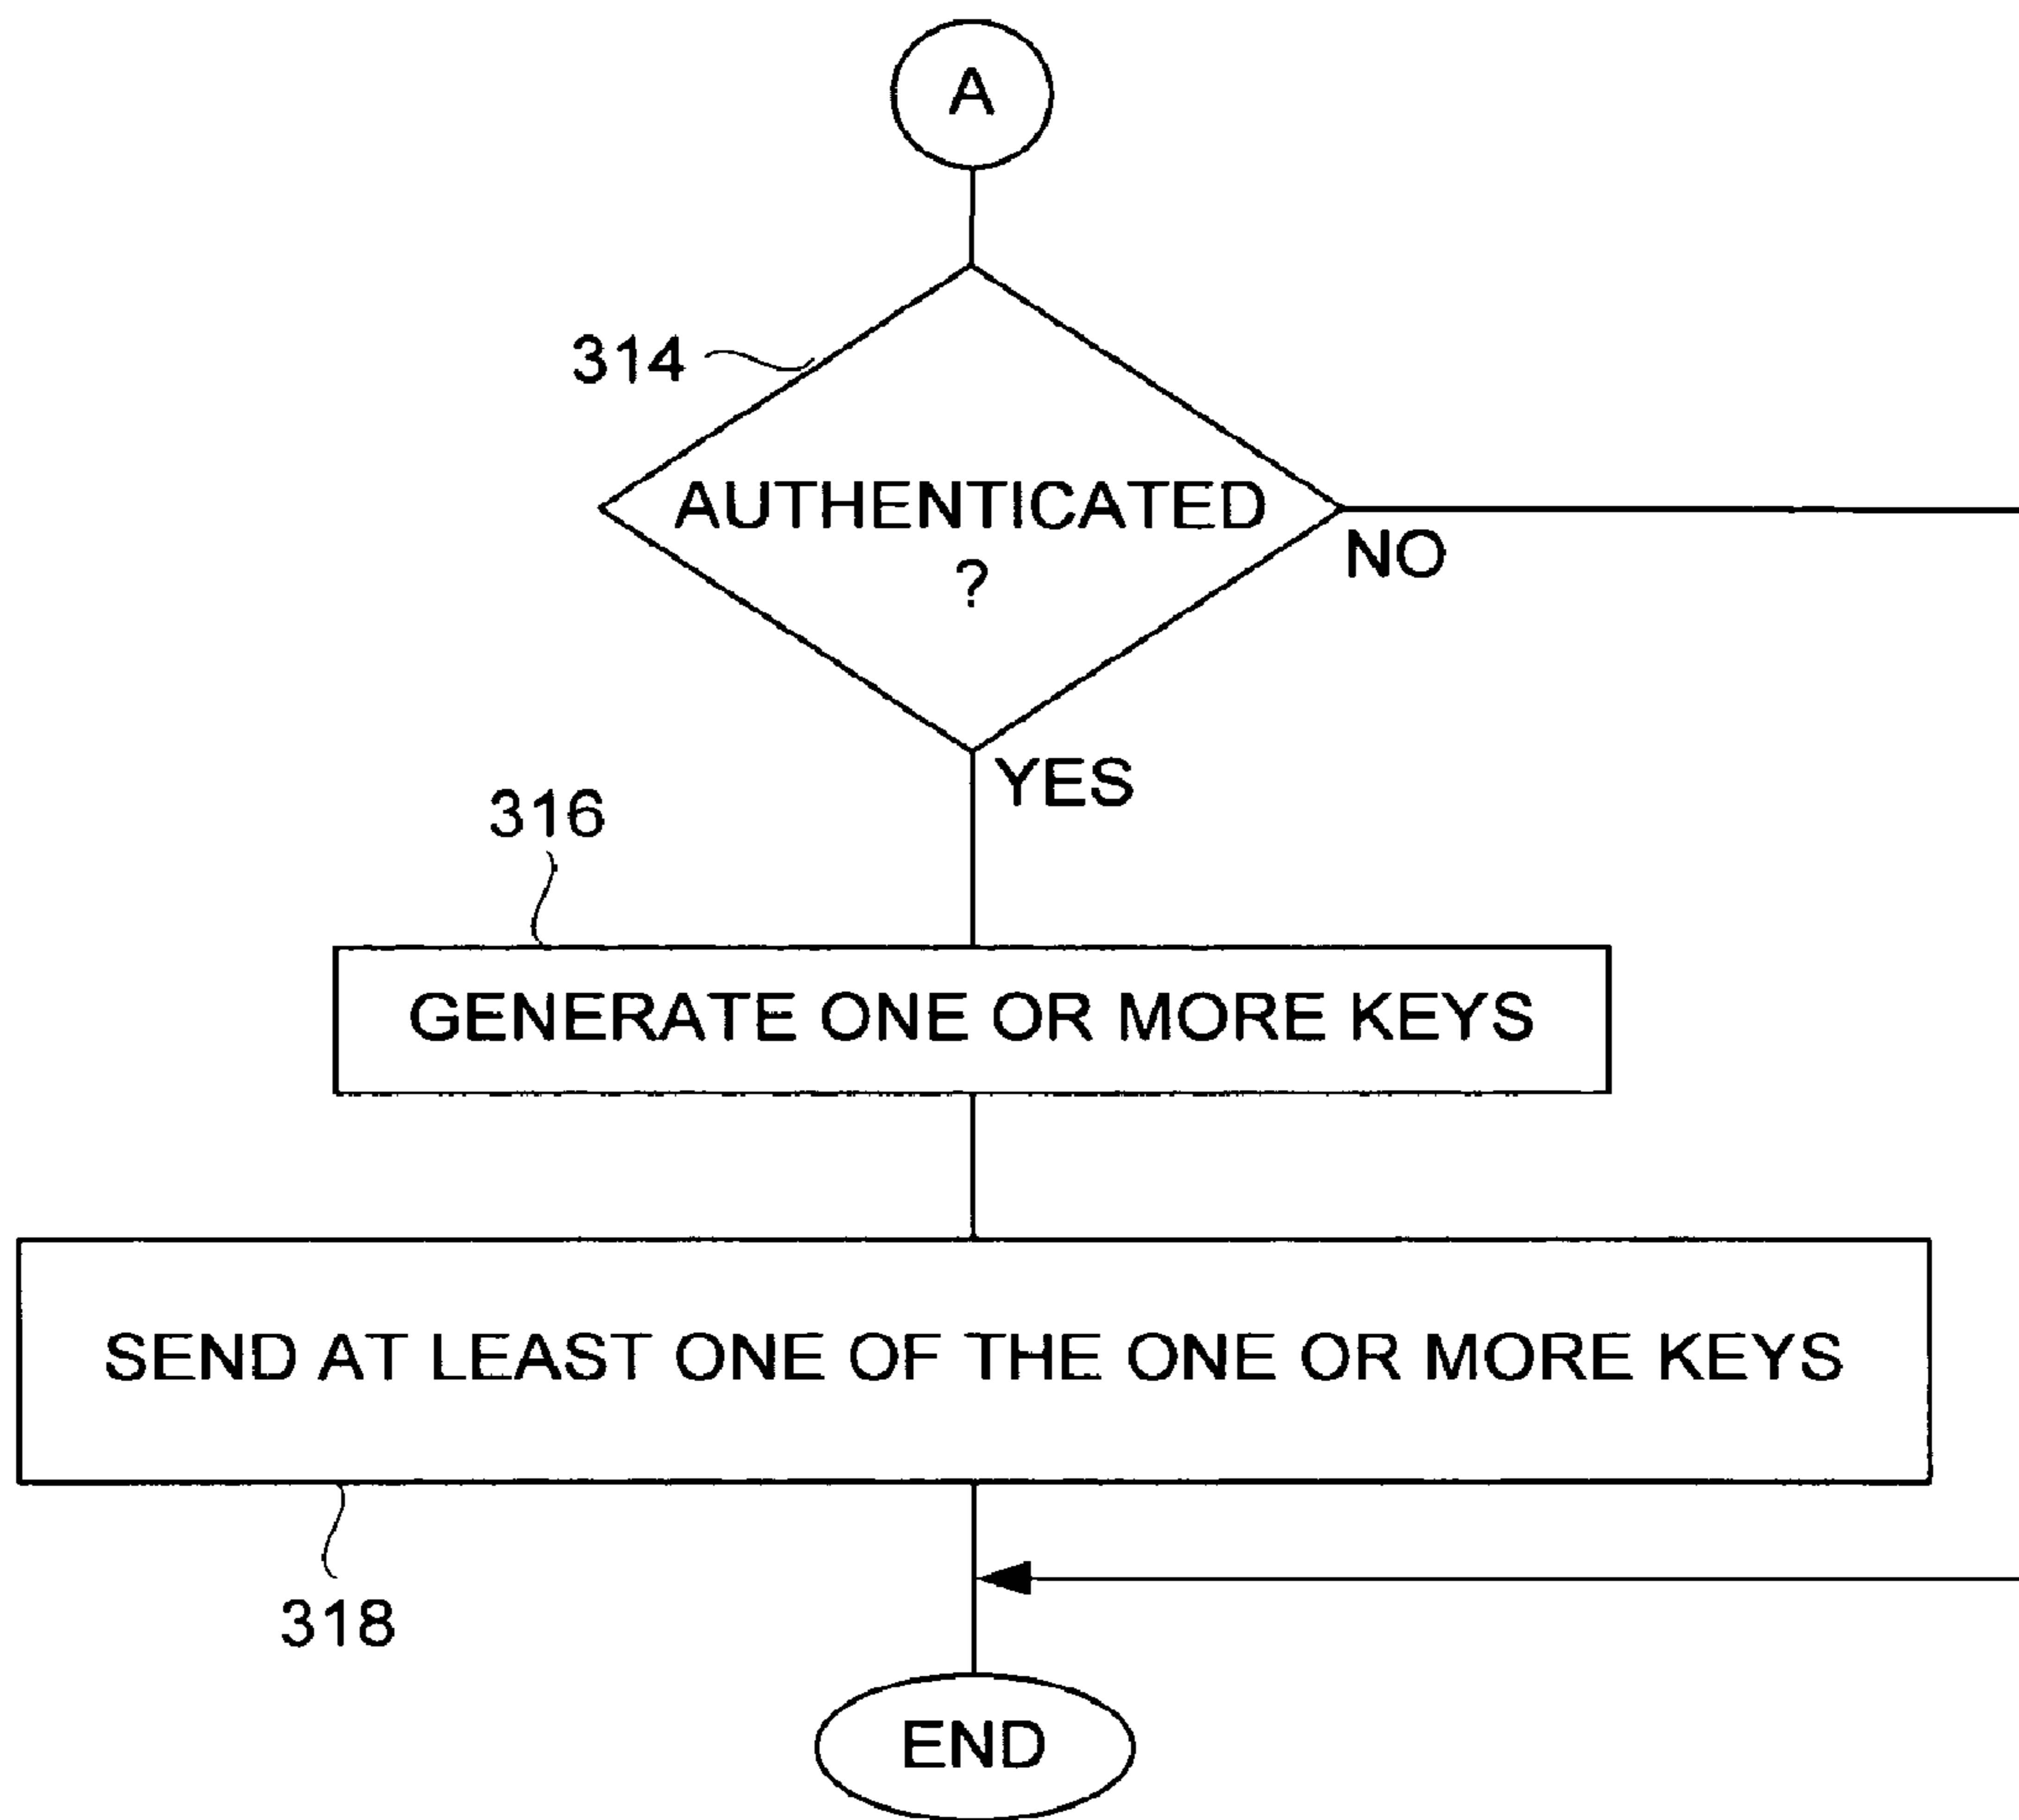 A
314
AUTHENTICATED
?
NO
YES
316
GENERATE ONE OR MORE KEYS
SEND AT LEAST ONE OF THE ONE OR MORE KEYS
318
END